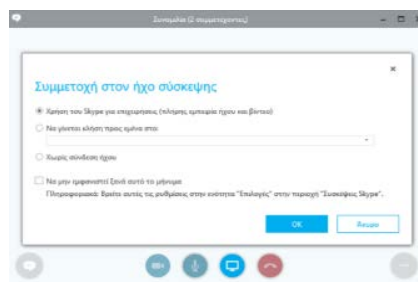 Συνομιλία (2 συμμετέχοντες)
Συμμετοχή στον ήχο σύσκεψης
Χρήση του Skype για επιχειρήσεις (πλήρης εμπειρία ήχου και βίντεο)
Να γίνεται κλήση προς εμένα στο:
Χωρίς σύνδεση ήχου
Να μην εμφανιστεί ξανά αυτό το μήνυμα
Πληροφοριακά: Βρείτε αυτές τις ρυθμίσεις στην ενότητα "Επιλογές" στην περιοχή "Συσκέψεις Skype".
OK
Άκυρο